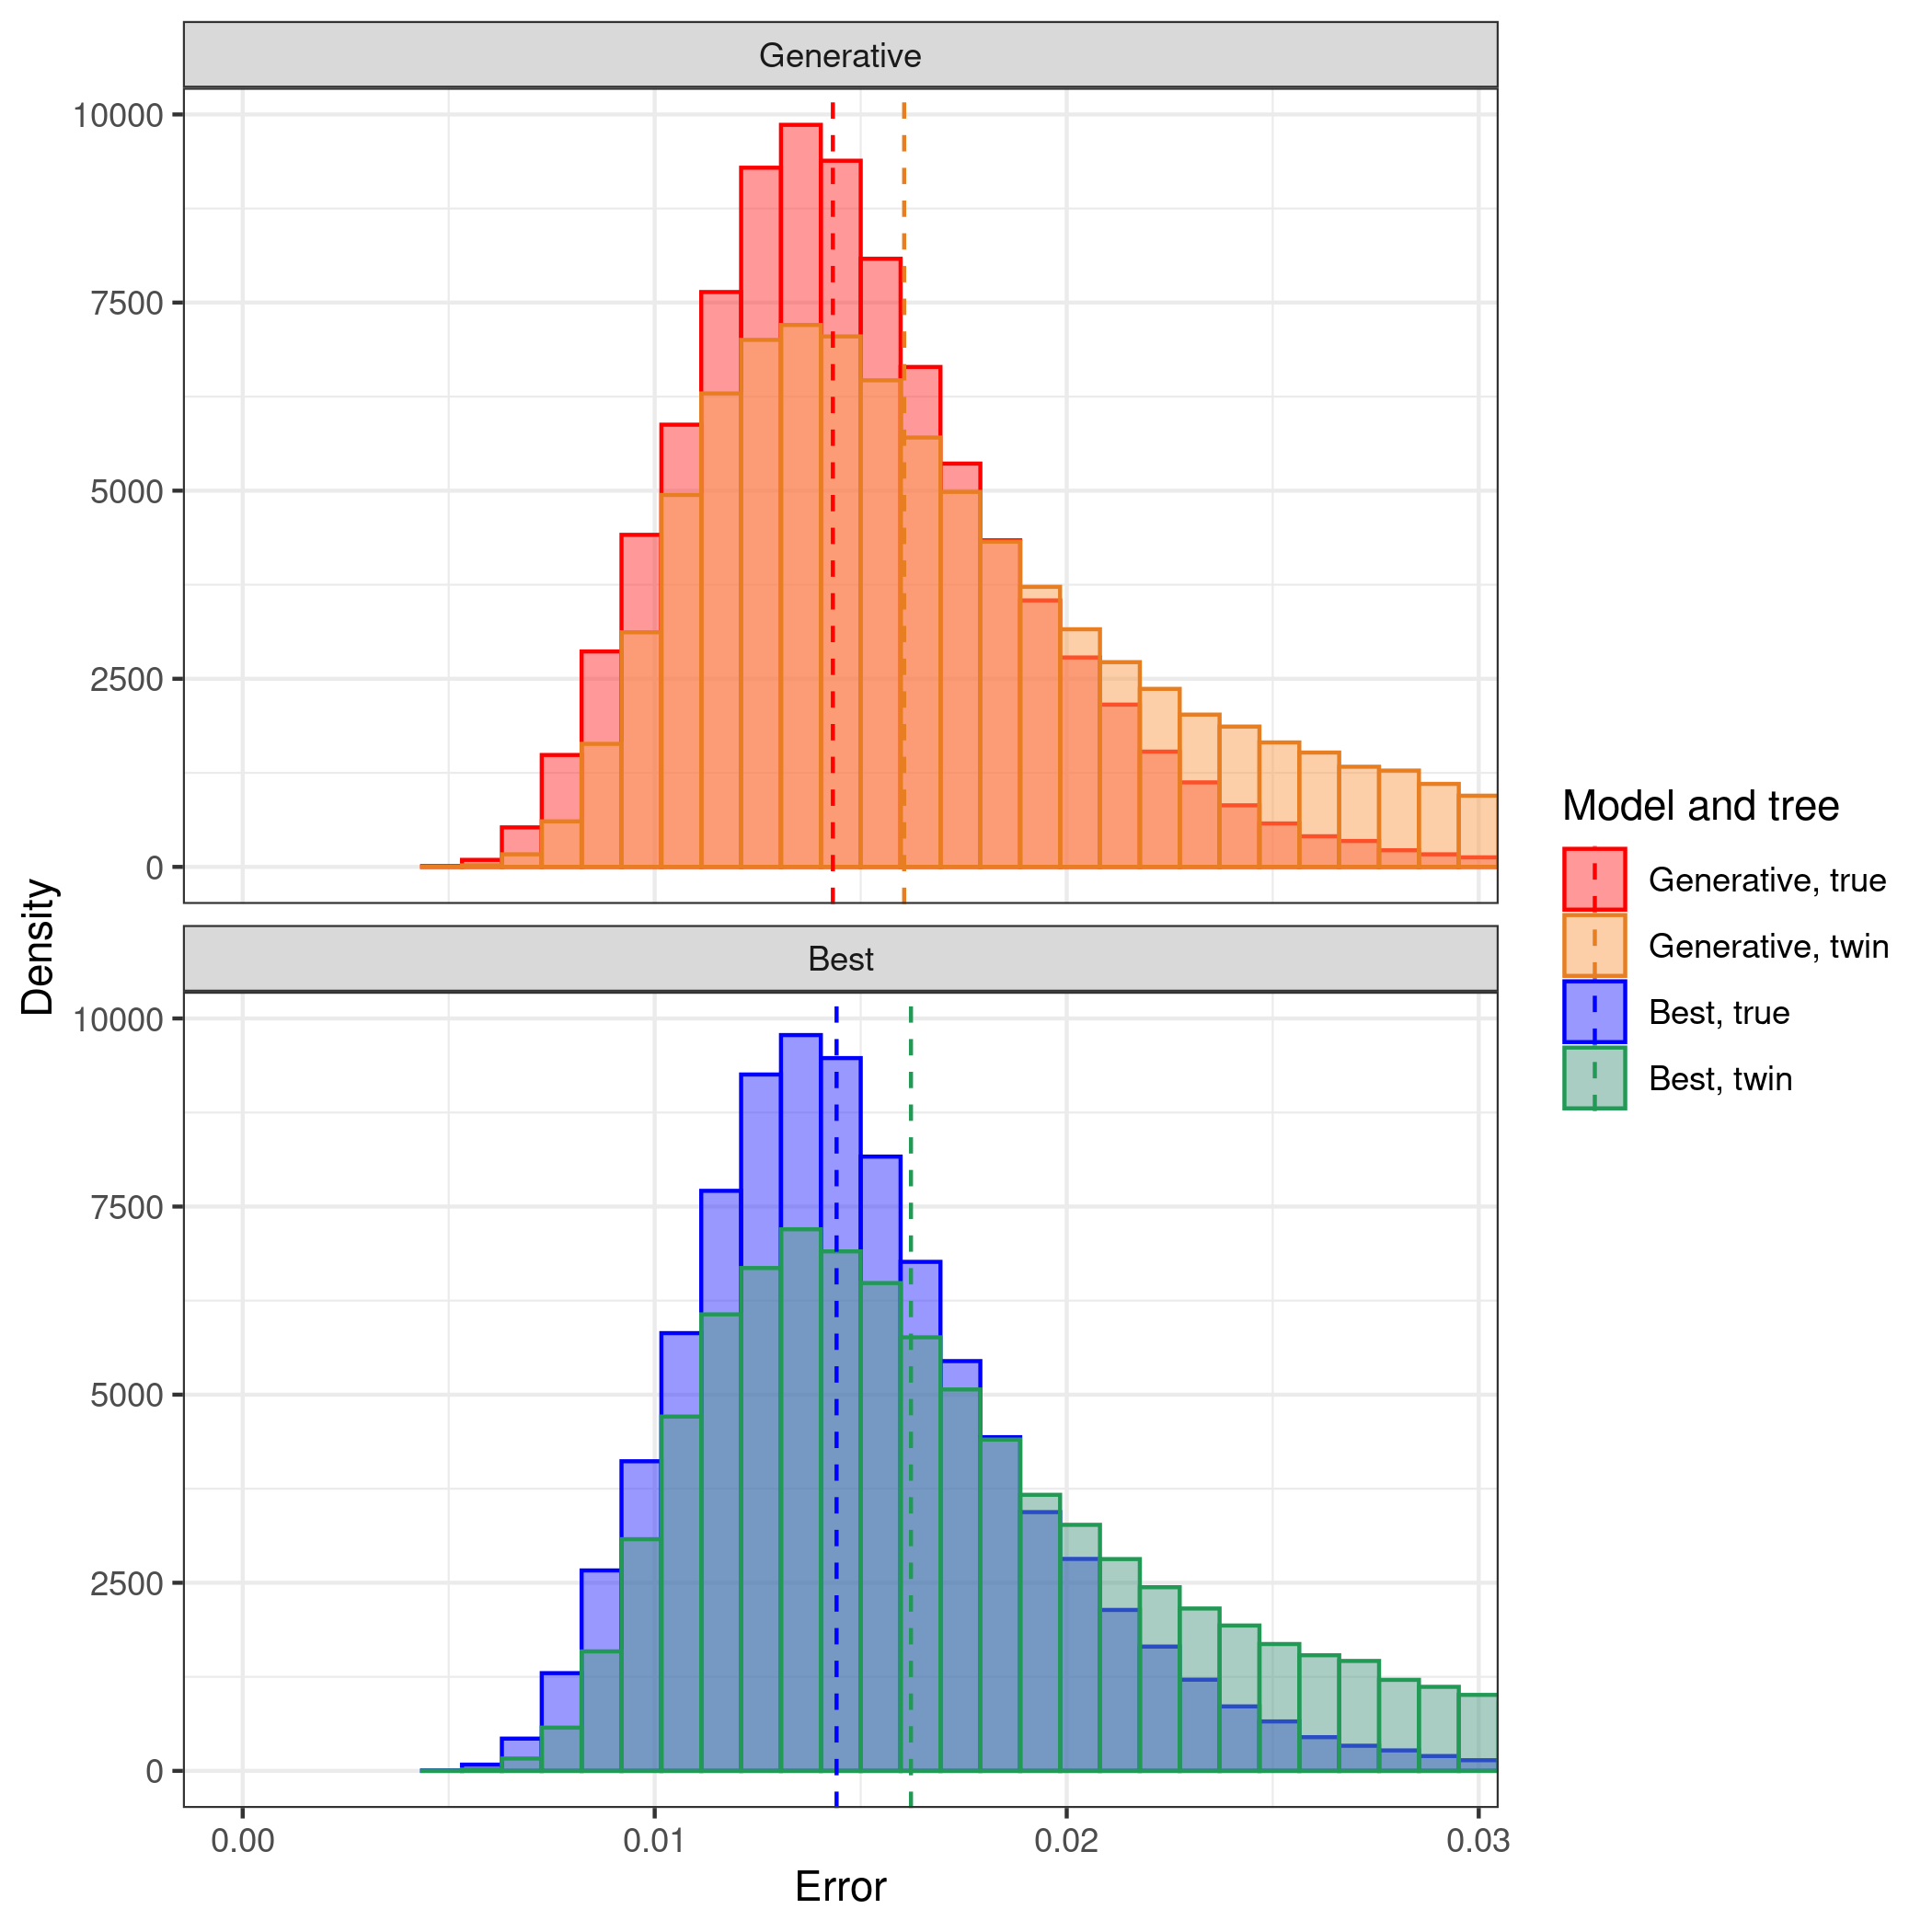 Generative
10000
7500
5000
2500
0
Best
10000
7500
5000
2500
0
0.00
0.01
0.02
0.03
Error
Density
Model and tree
Generative, true
Generative, twin
Best, true
Best, twin